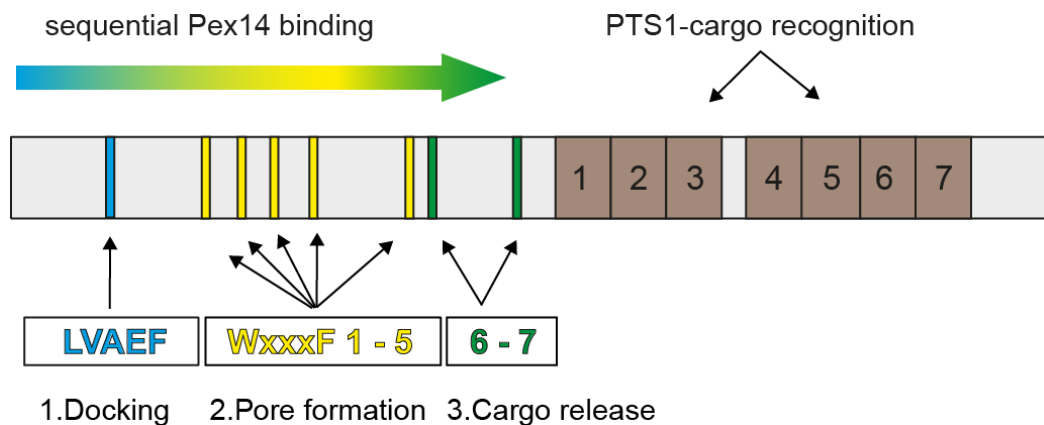 sequential Pex14 binding
PTS1-cargo recognition
1 2 3 4 5 6 7
LVAEF WxxxF 1 - 5 6 - 7
1.Docking 2.Pore formation 3.Cargo release